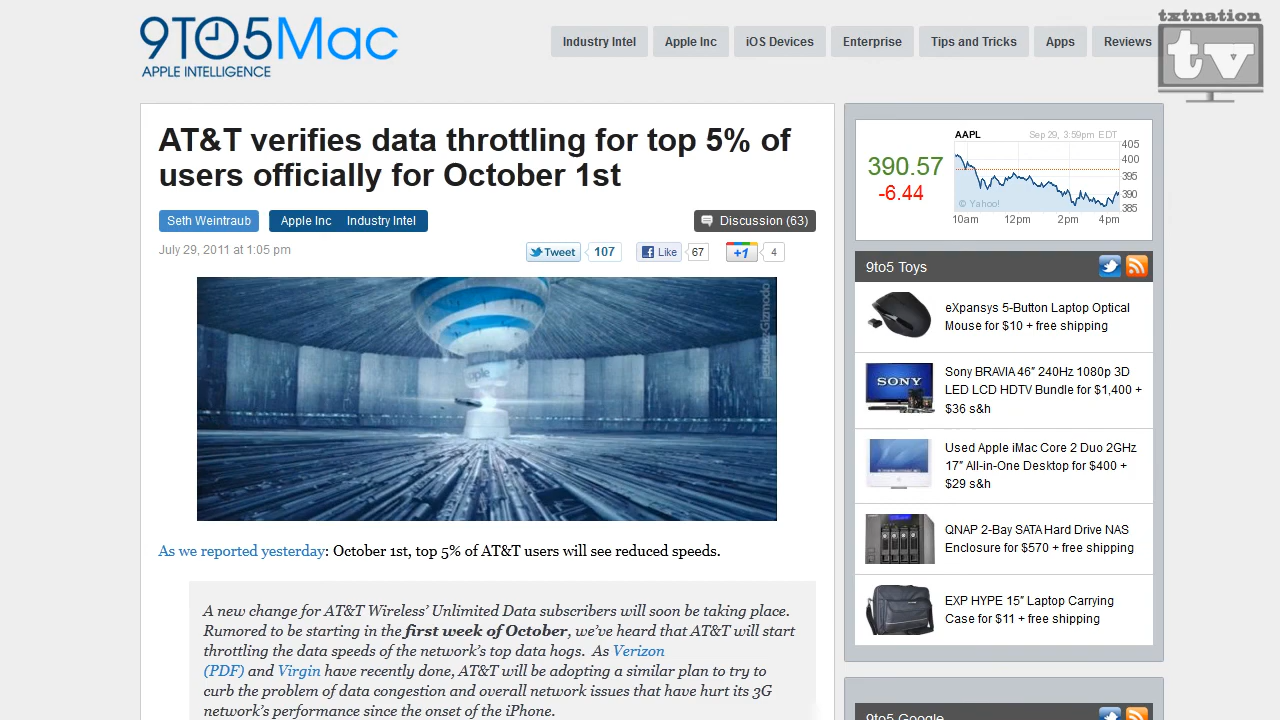 9TO5Mac
APPLE INTELLIGENCE
Industry Intel
Apple Inc
iOS Devices
Enterprise
Tips and Tricks
Apps
Reviews
txtnation
tv
AT&T verifies data throttling for top 5% of
users officially for October 1st
Seth Weintraub
Apple Inc Industry Intel
Discussion (63)
July 29, 2011 at 1:05 pm
Tweet 107
Like 67
+1 4
jesusdiaz-Gizmodo
As we reported yesterday: October 1st, top 5% of AT&T users will see reduced speeds.
A new change for AT&T Wireless' Unlimited Data subscribers will soon be taking place.
Rumored to be starting in the first week of October, we've heard that AT&T will start
throttling the data speeds of the network's top data hogs. As Verizon
(PDF) and Virgin have recently done, AT&T will be adopting a similar plan to try to
curb the problem of data congestion and overall network issues that have hurt its 3G
network's performance since the onset of the iPhone.
390.57
-6.44
AAPL
Sep 29, 3:59pm EDT
405
400
395
390
385
© Yahoo!
10am 12pm 2pm 4pm
9to5 Toys
eXpansys 5-Button Laptop Optical
Mouse for $10 + free shipping
SONY
Sony BRAVIA 46" 240Hz 1080p 3D
LED LCD HDTV Bundle for $1,400 +
$36 s&h
Used Apple iMac Core 2 Duo 2GHz
17" All-in-One Desktop for $400 +
$29 s&h
QNAP 2-Bay SATA Hard Drive NAS
Enclosure for $570 + free shipping
EXP HYPE 15" Laptop Carrying
Case for $11 + free shipping
9to5 Google